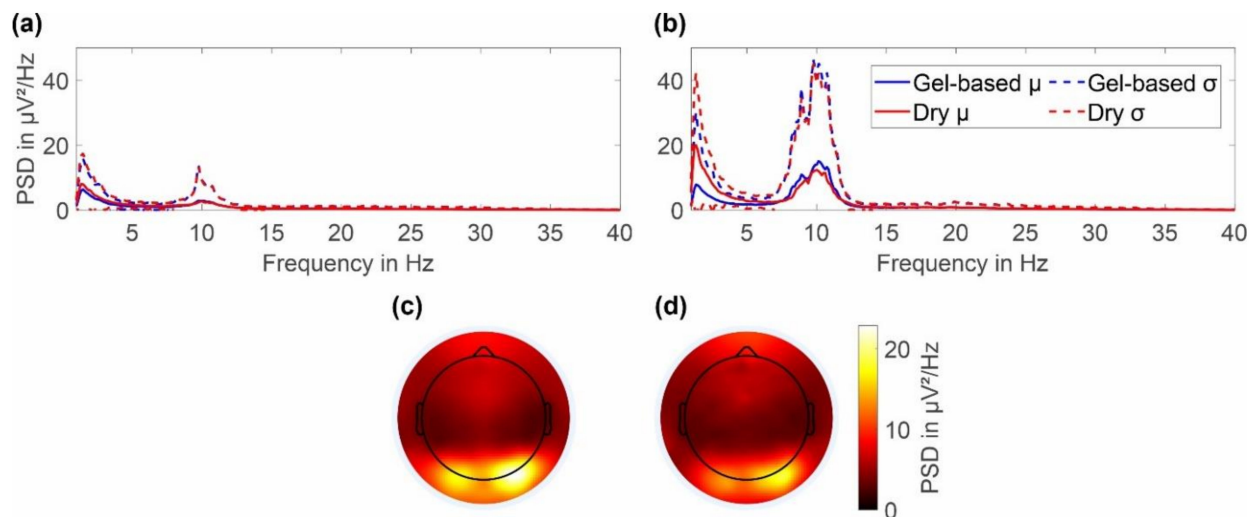 (a)
PSD in µV²/Hz
40
20
0
5 10 15 20 25 30 35 40
Frequency in Hz
(b)
40
20
0
Gel-based µ Gel-based σ
Dry µ Dry σ
5 10 15 20 25 30 35 40
Frequency in Hz
(c)
(d)
20
10
0
PSD in µV²/Hz